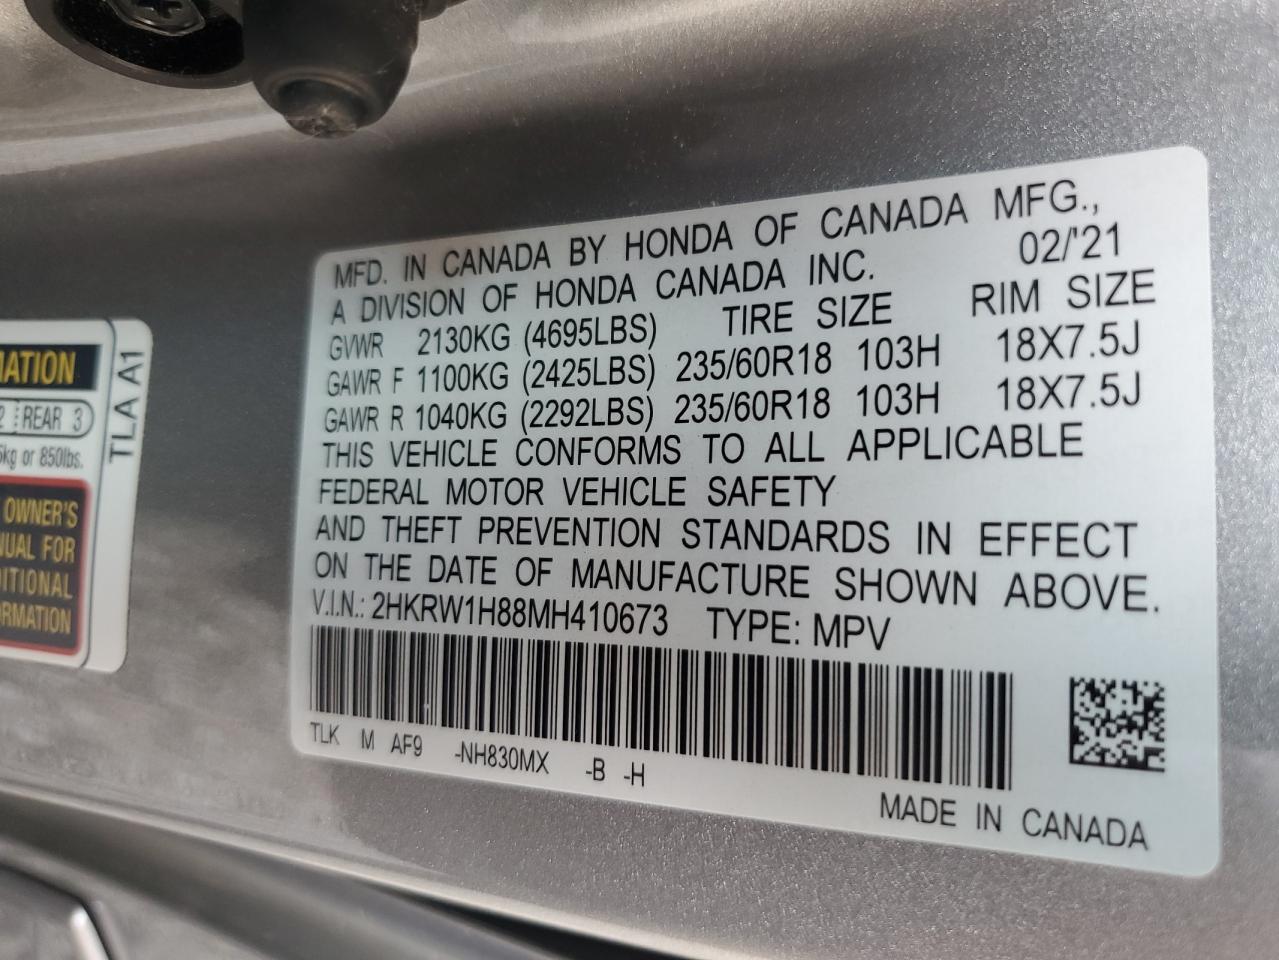 MFD. IN CANADA BY HONDA OF CANADA MFG.,
A DIVISION OF HONDA CANADA INC. 02/'21
GVWR 2130KG (4695LBS) TIRE SIZE RIM SIZE
GAWR F 1100KG (2425LBS) 235/60R18 103H 18X7.5J
GAWR R 1040KG (2292LBS) 235/60R18 103H 18X7.5J
THIS VEHICLE CONFORMS TO ALL APPLICABLE
FEDERAL MOTOR VEHICLE SAFETY
AND THEFT PREVENTION STANDARDS IN EFFECT
ON THE DATE OF MANUFACTURE SHOWN ABOVE.
V.I.N.: 2HKRW1H88MH410673 TYPE: MPV
TLK M AF9 -NH830MX -B -H
MADE IN CANADA
REAR 3
kg or 850lbs.
OWNER'S
FOR
TLA A1